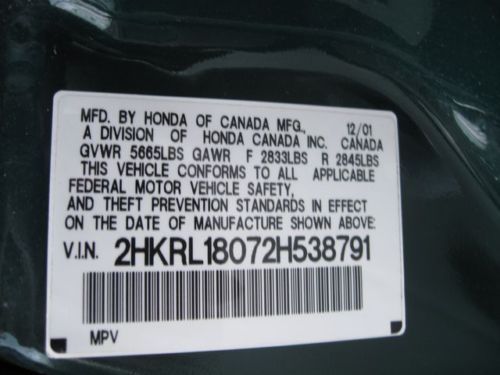 MFD. BY HONDA OF CANADA MFG., 12/01
A DIVISION OF HONDA CANADA INC. CANADA
GVWR 5665LBS GAWR F 2833LBS R 2845LBS
THIS VEHICLE CONFORMS TO ALL APPLICABLE
FEDERAL MOTOR VEHICLE SAFETY,
AND THEFT PREVENTION STANDARDS IN EFFECT
ON THE DATE OF MANUFACTURE SHOWN ABOVE:
V.I.N. 2HKRL18072H538791
MPV